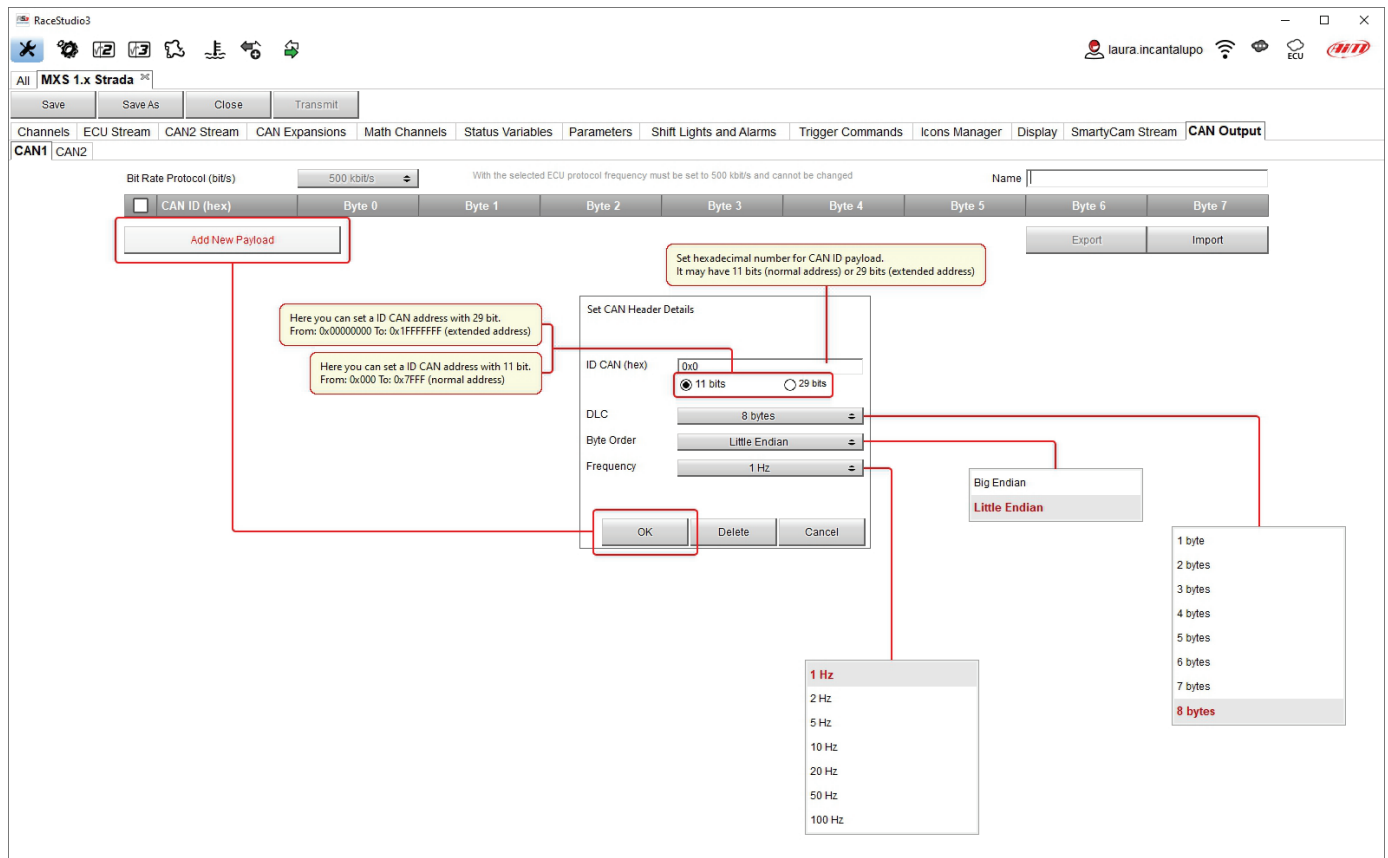 RaceStudio3
laura.incantalupo
ECU
AiM
All MXS 1.x Strada
Save Save As Close Transmit
Channels ECU Stream CAN2 Stream CAN Expansions Math Channels Status Variables Parameters Shift Lights and Alarms Trigger Commands Icons Manager Display SmartyCam Stream CAN Output
CAN1 CAN2
Bit Rate Protocol (bit/s) 500 kbit/s With the selected ECU protocol frequency must be set to 500 kbit/s and cannot be changed Name
CAN ID (hex) Byte 0 Byte 1 Byte 2 Byte 3 Byte 4 Byte 5 Byte 6 Byte 7
Add New Payload Export Import
Set hexadecimal number for CAN ID payload.
It may have 11 bits (normal address) or 29 bits (extended address)
Here you can set a ID CAN address with 29 bit.
From: 0x00000000 To: 0x1FFFFFFF (extended address)
Here you can set a ID CAN address with 11 bit.
From: 0x000 To: 0x7FFF (normal address)
Set CAN Header Details
ID CAN (hex) 0x0
11 bits 29 bits
DLC 8 bytes
Byte Order Little Endian
Frequency 1 Hz
OK Delete Cancel
Big Endian
Little Endian
1 byte
2 bytes
3 bytes
4 bytes
5 bytes
6 bytes
7 bytes
8 bytes
1 Hz
2 Hz
5 Hz
10 Hz
20 Hz
50 Hz
100 Hz